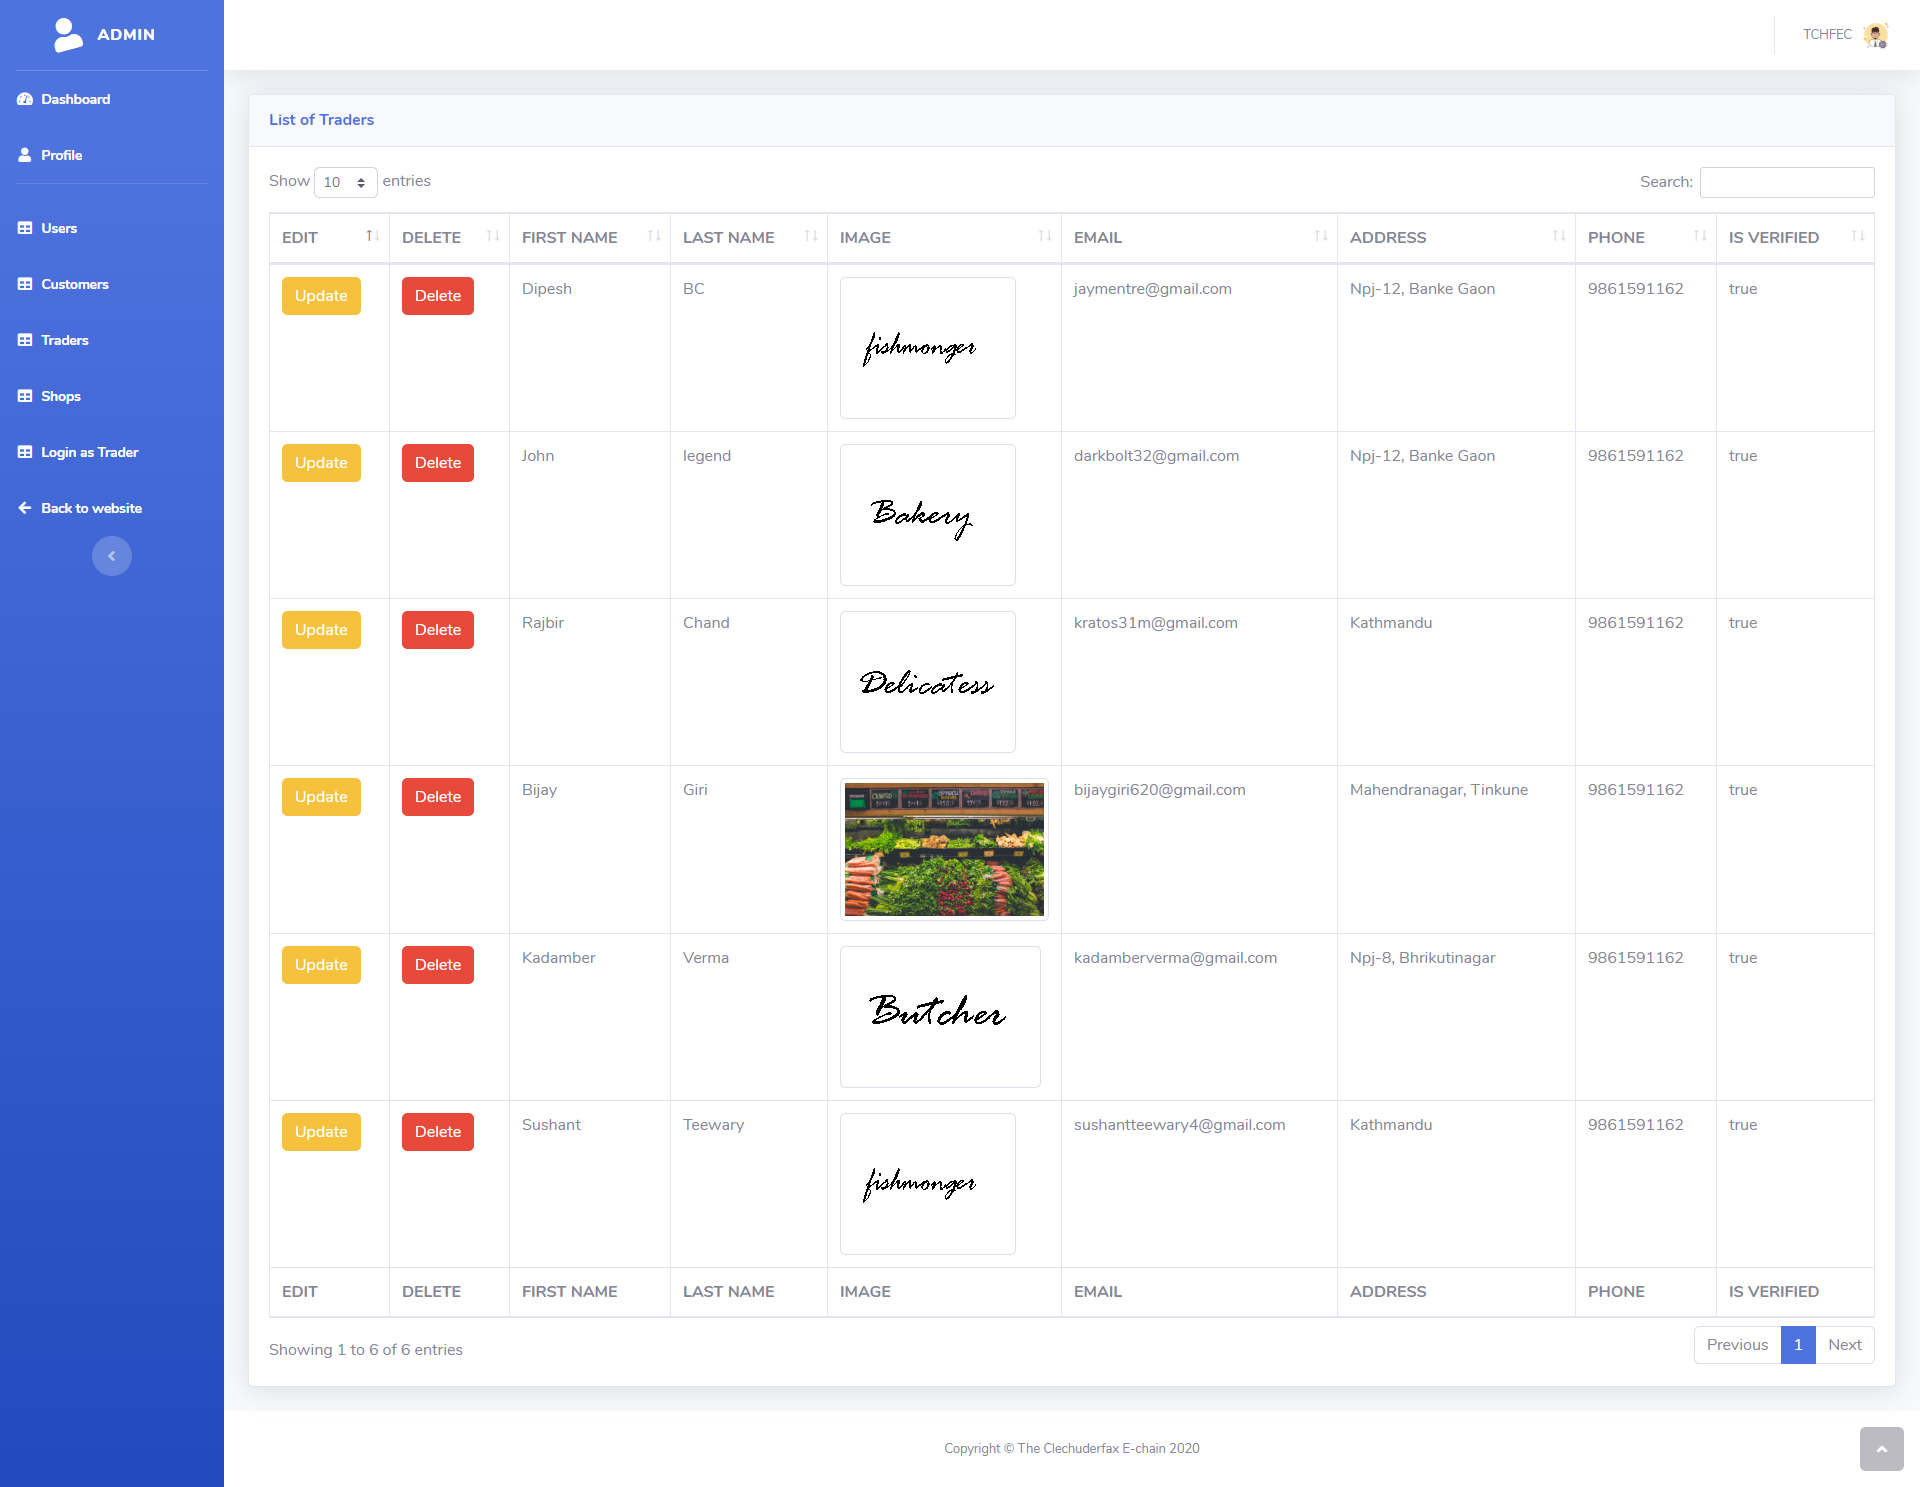 ADMIN
TCHFEC
Dashboard
Profile
Users
Customers
Traders
Shops
Login as Trader
Back to website
List of Traders
Show 10 entries
Search:
EDIT DELETE FIRST NAME LAST NAME IMAGE EMAIL ADDRESS PHONE IS VERIFIED
Update Delete Dipesh BC fishmonger jaymentre@gmail.com Npj-12, Banke Gaon 9861591162 true
Update Delete John legend Bakery darkbolt32@gmail.com Npj-12, Banke Gaon 9861591162 true
Update Delete Rajbir Chand Delicatess kratos31m@gmail.com Kathmandu 9861591162 true
Update Delete Bijay Giri bijaygiri620@gmail.com Mahendranagar, Tinkune 9861591162 true
Update Delete Kadamber Verma Butcher kadamberverma@gmail.com Npj-8, Bhrikutinagar 9861591162 true
Update Delete Sushant Teewary fishmonger sushantteewary4@gmail.com Kathmandu 9861591162 true
EDIT DELETE FIRST NAME LAST NAME IMAGE EMAIL ADDRESS PHONE IS VERIFIED
Showing 1 to 6 of 6 entries
Previous 1 Next
Copyright © The Clechuderfax E-chain 2020